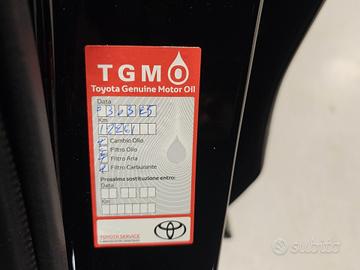 TGMO
Toyota Genuine Motor Oil
Data
Km
Cambio Olio
Filtro Olio
Filtro Aria
Filtro Carburante
Prossima sostituzione entro:
Data
Km
TOYOTA SERVICE
subito